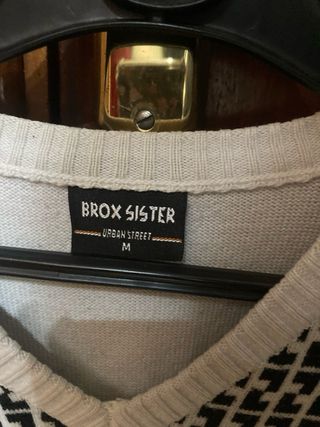 BROX SISTER
URBAN STREET
M